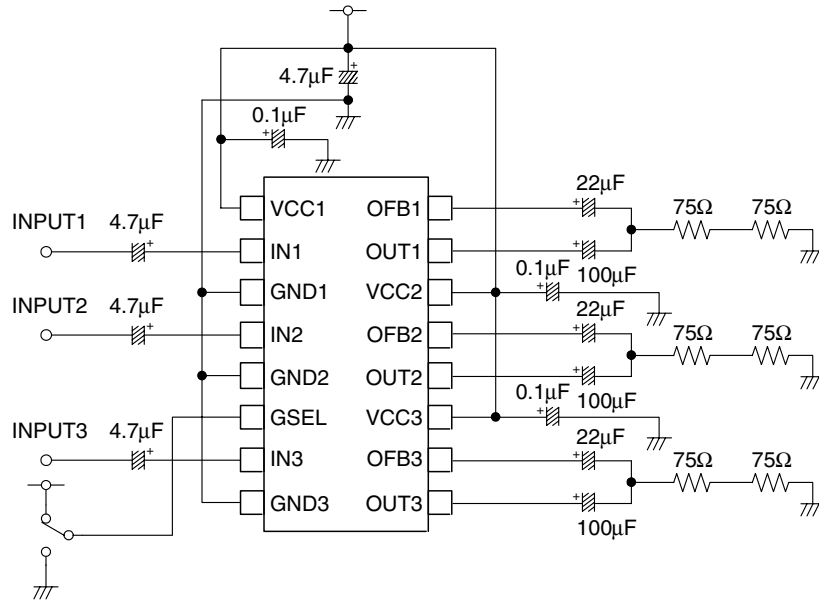 4.7µF
0.1µF
INPUT1 4.7µF
INPUT2 4.7µF
INPUT3 4.7µF
VCC1
IN1
GND1
IN2
GND2
GSEL
IN3
GND3
OFB1
OUT1
VCC2
OFB2
OUT2
VCC3
OFB3
OUT3
22µF
75Ω 75Ω
100µF
0.1µF
22µF
75Ω 75Ω
100µF
0.1µF
22µF
75Ω 75Ω
100µF